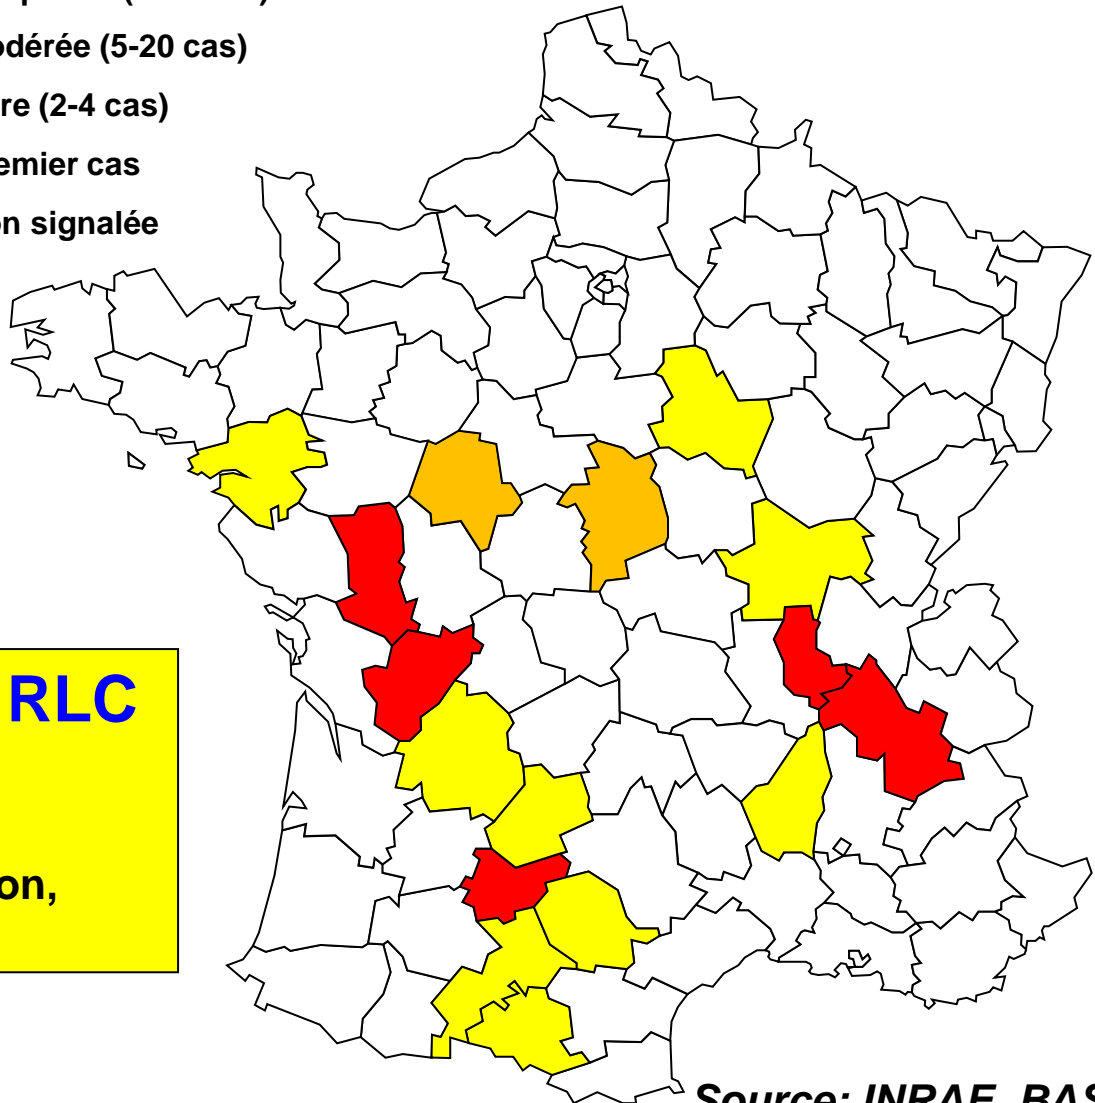 odérée (5-20 cas)
re (2-4 cas)
emier cas
on signalée
RLC
on,
Source: INRAE, BAS